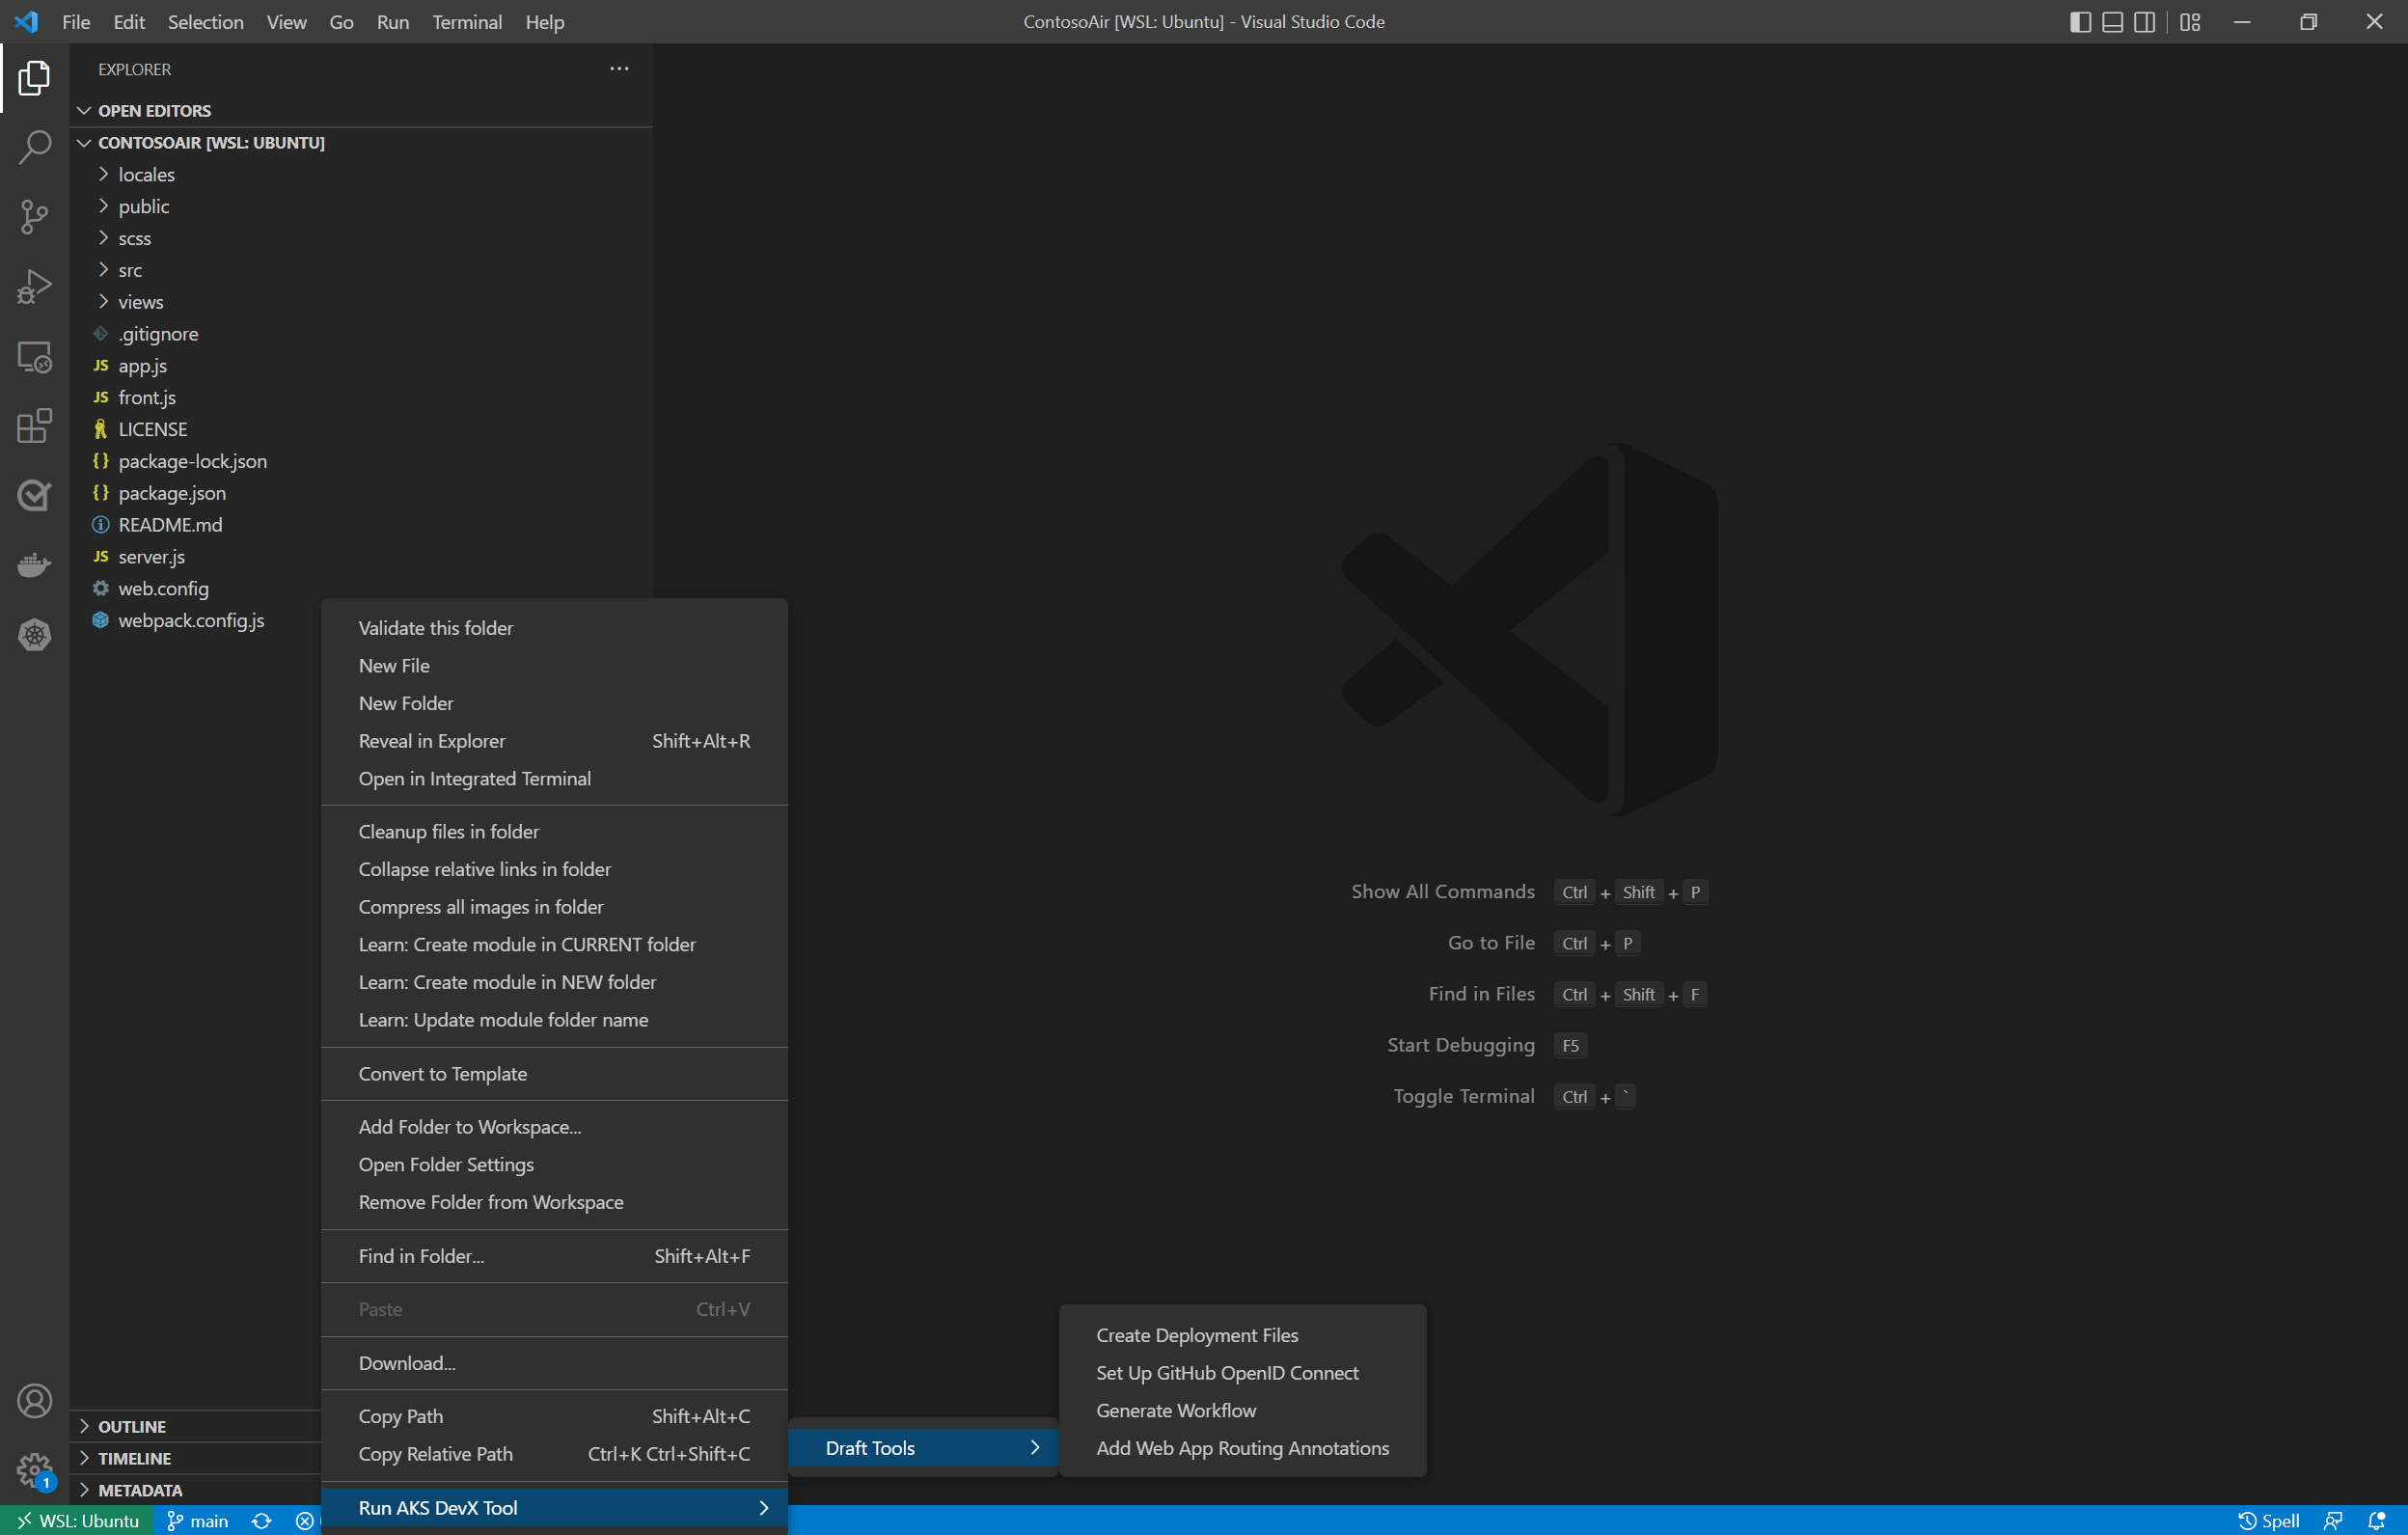 File Edit Selection View Go Run Terminal Help
ContosoAir [WSL: Ubuntu] - Visual Studio Code
EXPLORER
OPEN EDITORS
CONTOSOAIR [WSL: UBUNTU]
locales
public
scss
src
views
.gitignore
JS app.js
JS front.js
LICENSE
{ } package-lock.json
{ } package.json
README.md
JS server.js
web.config
webpack.config.js
Validate this folder
New File
New Folder
Reveal in Explorer Shift+Alt+R
Open in Integrated Terminal
Cleanup files in folder
Collapse relative links in folder
Compress all images in folder
Learn: Create module in CURRENT folder
Learn: Create module in NEW folder
Learn: Update module folder name
Convert to Template
Add Folder to Workspace...
Open Folder Settings
Remove Folder from Workspace
Find in Folder... Shift+Alt+F
Paste Ctrl+V
Download...
Copy Path Shift+Alt+C
Copy Relative Path Ctrl+K Ctrl+Shift+C
Run AKS DevX Tool
Draft Tools
Create Deployment Files
Set Up GitHub OpenID Connect
Generate Workflow
Add Web App Routing Annotations
Show All Commands Ctrl + Shift + P
Go to File Ctrl + P
Find in Files Ctrl + Shift + F
Start Debugging F5
Toggle Terminal Ctrl + `
OUTLINE
TIMELINE
METADATA
1
WSL: Ubuntu main
Spell